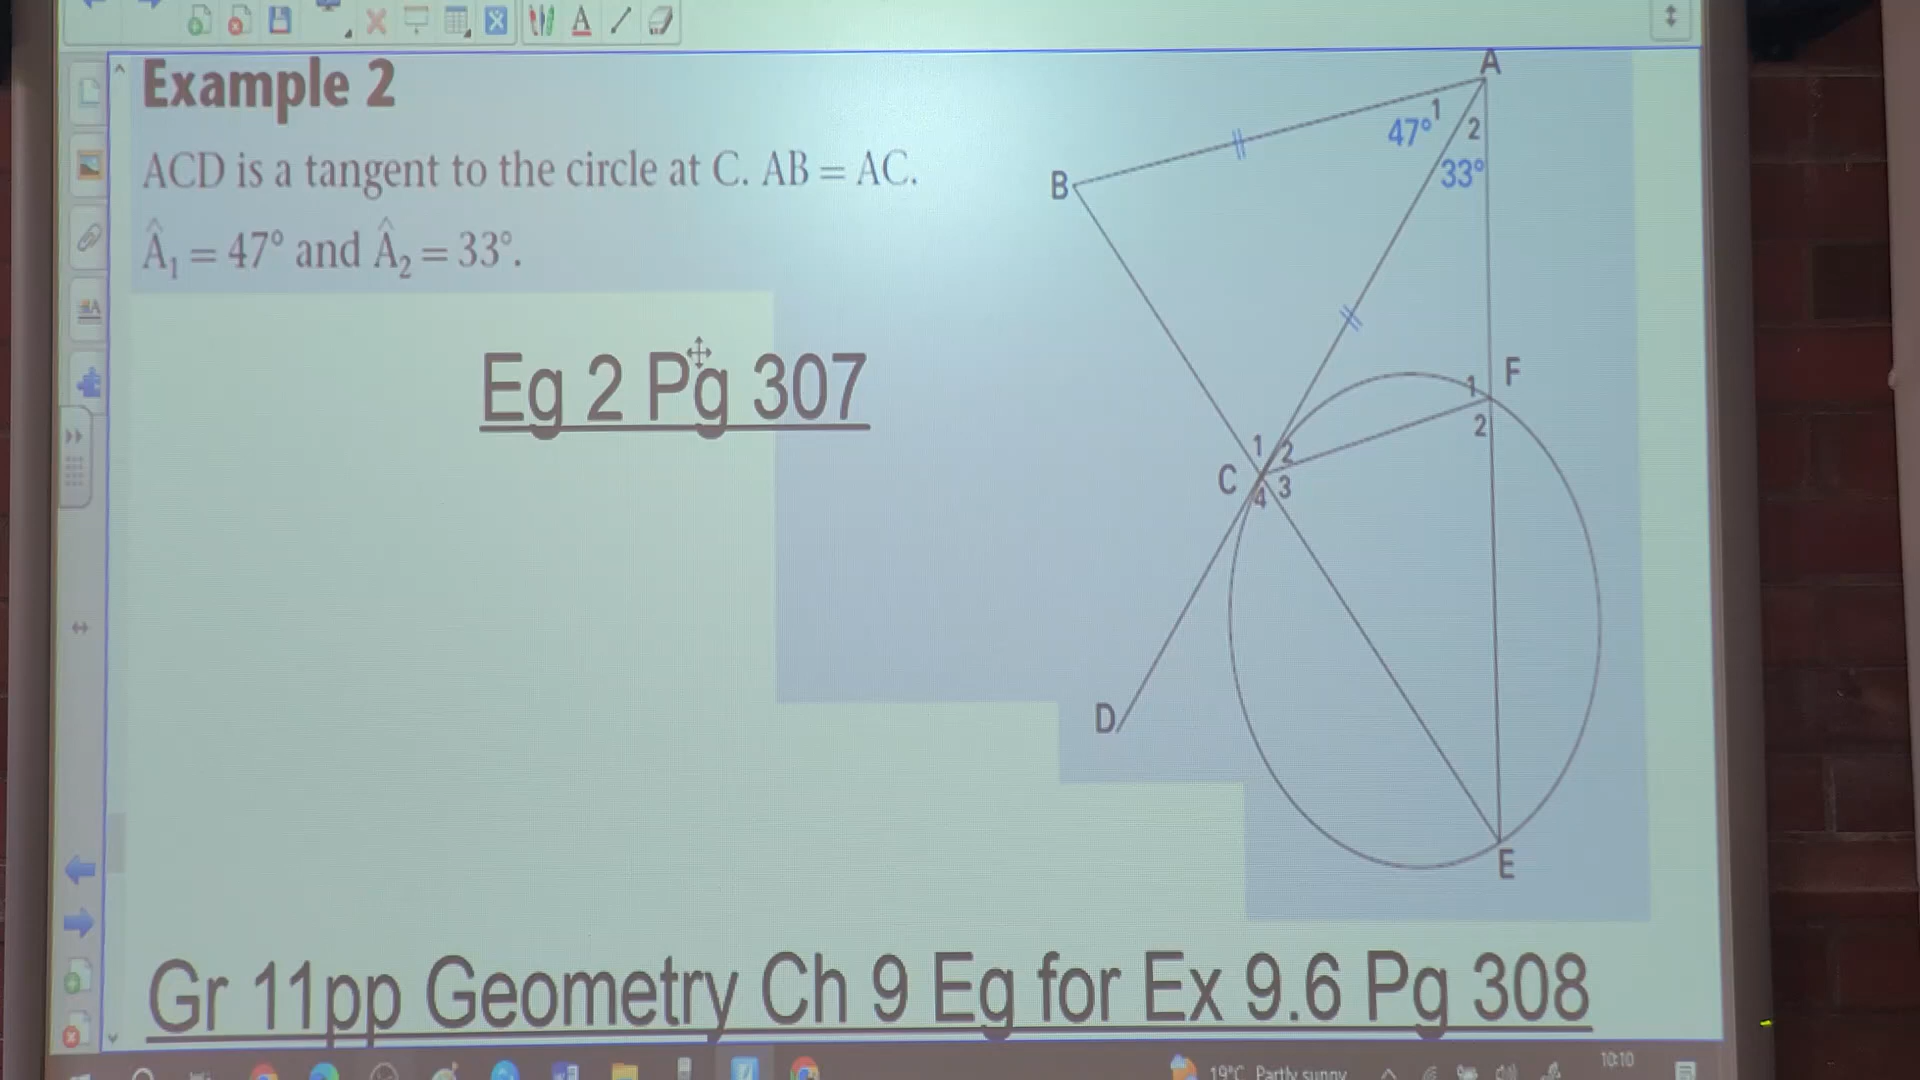 Example 2
ACD is a tangent to the circle at C. AB = AC.
Â₁ = 47° and Â₂ = 33°.
Eg 2 Pg 307
A
1
2
47°
33°
B
F
1
2
C
1
2
3
4
D
E
Gr 11pp Geometry Ch 9 Eg for Ex 9.6 Pg 308
19°C Partly sunny
10:10